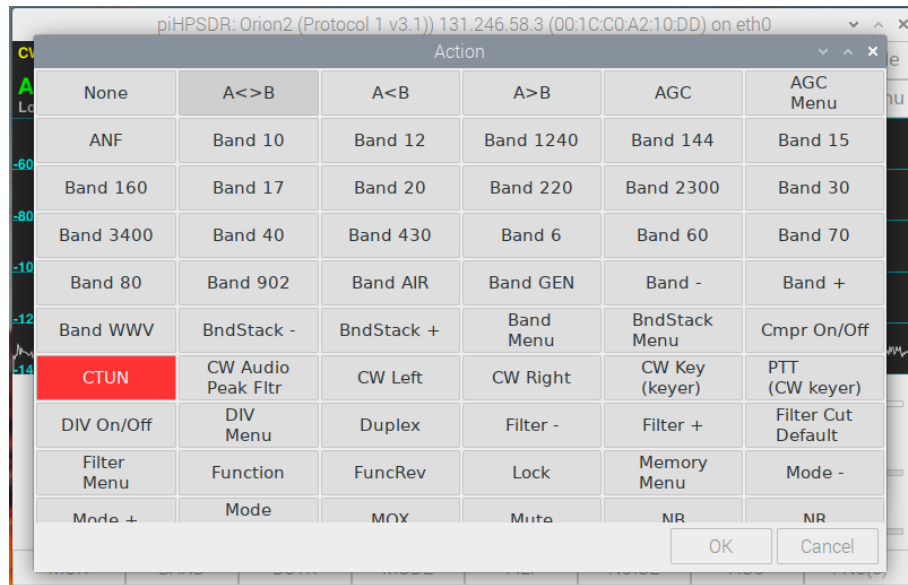 piHPSDR: Orion2 (Protocol 1 v3.1)) 131.246.58.3 (00:1C:C0:A2:10:DD) on eth0
Action
None A<>B A<B A>B AGC AGC Menu
ANF Band 10 Band 12 Band 1240 Band 144 Band 15
-60
Band 160 Band 17 Band 20 Band 220 Band 2300 Band 30
-80
Band 3400 Band 40 Band 430 Band 6 Band 60 Band 70
-10
Band 80 Band 902 Band AIR Band GEN Band - Band +
-12
Band WWV BndStack - BndStack + Band Menu BndStack Menu Cmpr On/Off
-14
CTUN CW Audio Peak Fltr CW Left CW Right CW Key (keyer) PTT (CW keyer)
DIV On/Off DIV Menu Duplex Filter - Filter + Filter Cut Default
Filter Menu Function FuncRev Lock Memory Menu Mode -
Mode + Mode MOX Mute NB NR
OK Cancel